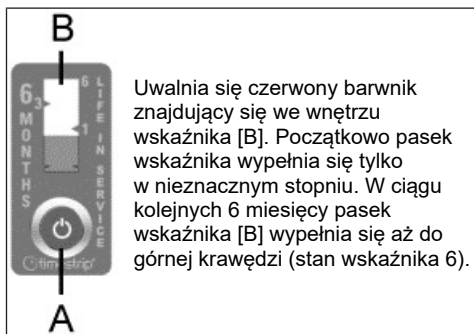 B
6
MONTHS
6
3
1
LIFE IN SERVICE
timestrip
A
Uwalnia się czerwony barwnik
znajdujący się we wnętrzu
wskaźnika [B]. Początkowo pasek
wskaźnika wypełnia się tylko
w nieznacznym stopniu. W ciągu
kolejnych 6 miesięcy pasek
wskaźnika [B] wypełnia się aż do
górnej krawędzi (stan wskaźnika 6).